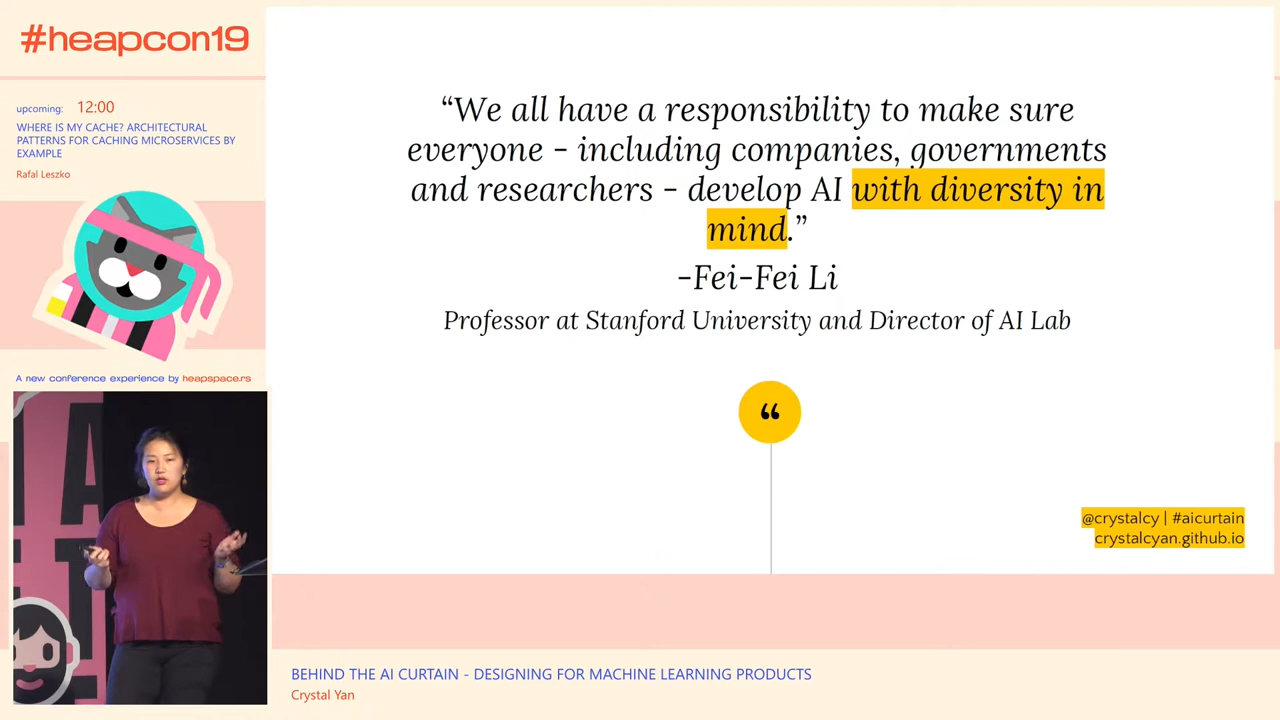 #heapcon19
upcoming: 12:00
WHERE IS MY CACHE? ARCHITECTURAL
PATTERNS FOR CACHING MICROSERVICES BY
EXAMPLE
Rafal Leszko
A new conference experience by heapspace.rs
“We all have a responsibility to make sure
everyone - including companies, governments
and researchers - develop AI with diversity in
mind.”
-Fei-Fei Li
Professor at Stanford University and Director of AI Lab
“
@crystalcy | #aicurtain
crystalcyan.github.io
BEHIND THE AI CURTAIN - DESIGNING FOR MACHINE LEARNING PRODUCTS
Crystal Yan